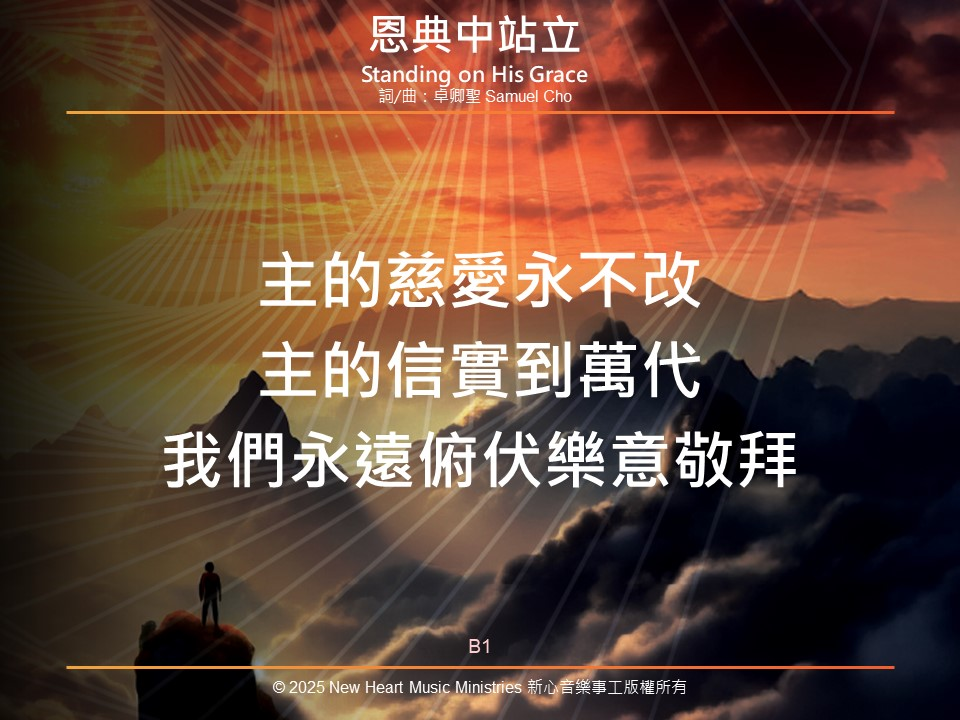 恩典中站立
Standing on His Grace
詞/曲：卓卿聖 Samuel Cho
主的慈愛永不改
主的信實到萬代
我們永遠俯伏樂意敬拜
B1
© 2025 New Heart Music Ministries 新心音樂事工版權所有